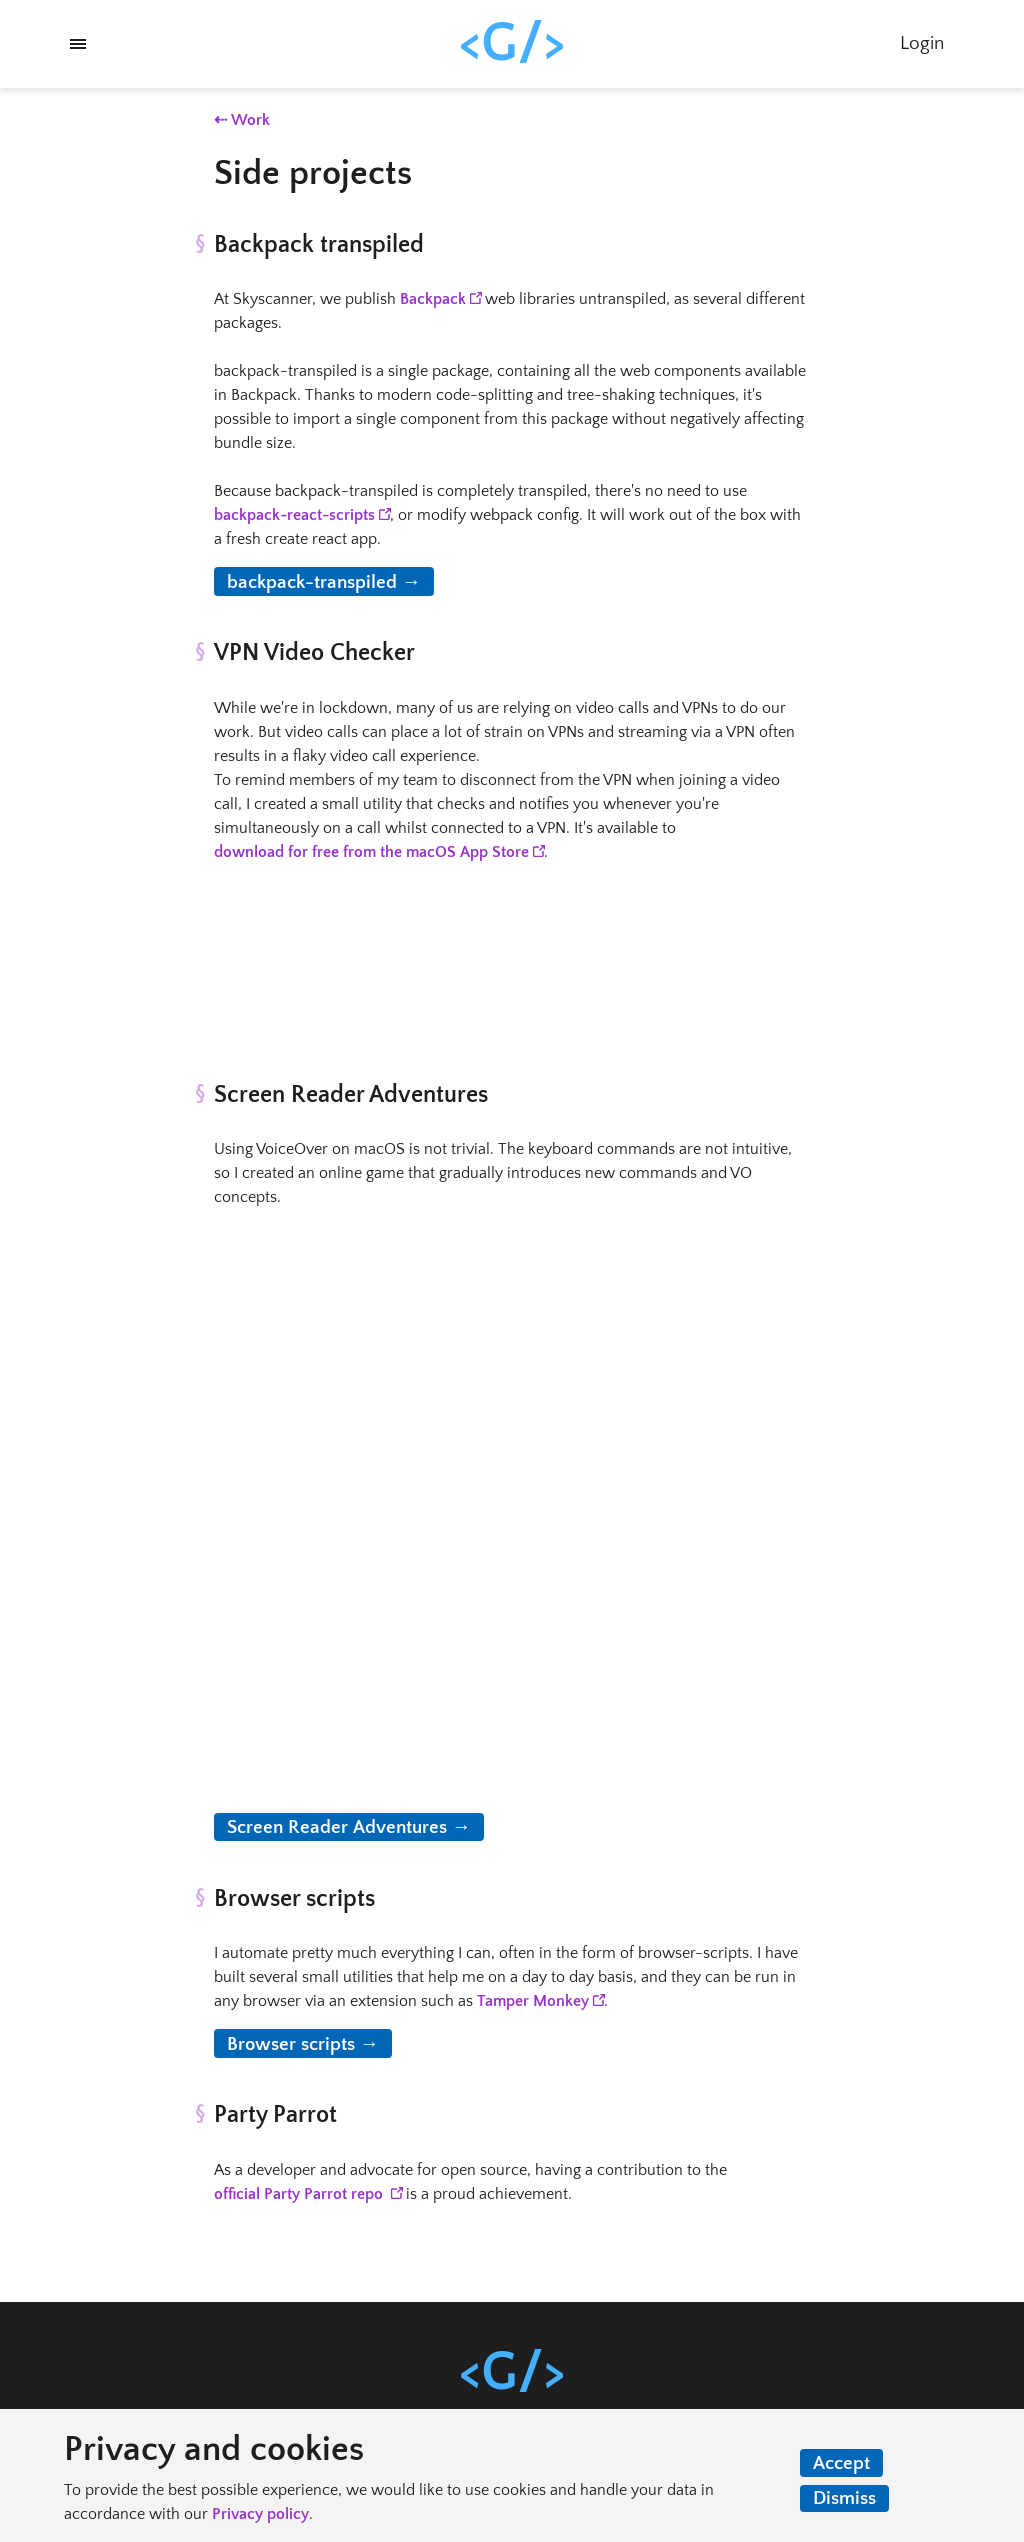 <G/>
Login
⇠ Work
Side projects
§ Backpack transpiled
At Skyscanner, we publish Backpack web libraries untranspiled, as several different
packages.
backpack-transpiled is a single package, containing all the web components available
in Backpack. Thanks to modern code-splitting and tree-shaking techniques, it's
possible to import a single component from this package without negatively affecting
bundle size.
Because backpack-transpiled is completely transpiled, there's no need to use
backpack-react-scripts, or modify webpack config. It will work out of the box with
a fresh create react app.
backpack-transpiled →
§ VPN Video Checker
While we're in lockdown, many of us are relying on video calls and VPNs to do our
work. But video calls can place a lot of strain on VPNs and streaming via a VPN often
results in a flaky video call experience.
To remind members of my team to disconnect from the VPN when joining a video
call, I created a small utility that checks and notifies you whenever you're
simultaneously on a call whilst connected to a VPN. It's available to
download for free from the macOS App Store.
§ Screen Reader Adventures
Using VoiceOver on macOS is not trivial. The keyboard commands are not intuitive,
so I created an online game that gradually introduces new commands and VO
concepts.
Screen Reader Adventures →
§ Browser scripts
I automate pretty much everything I can, often in the form of browser-scripts. I have
built several small utilities that help me on a day to day basis, and they can be run in
any browser via an extension such as Tamper Monkey.
Browser scripts →
§ Party Parrot
As a developer and advocate for open source, having a contribution to the
official Party Parrot repo is a proud achievement.
<G/>
Privacy and cookies
To provide the best possible experience, we would like to use cookies and handle your data in
accordance with our Privacy policy.
Accept
Dismiss